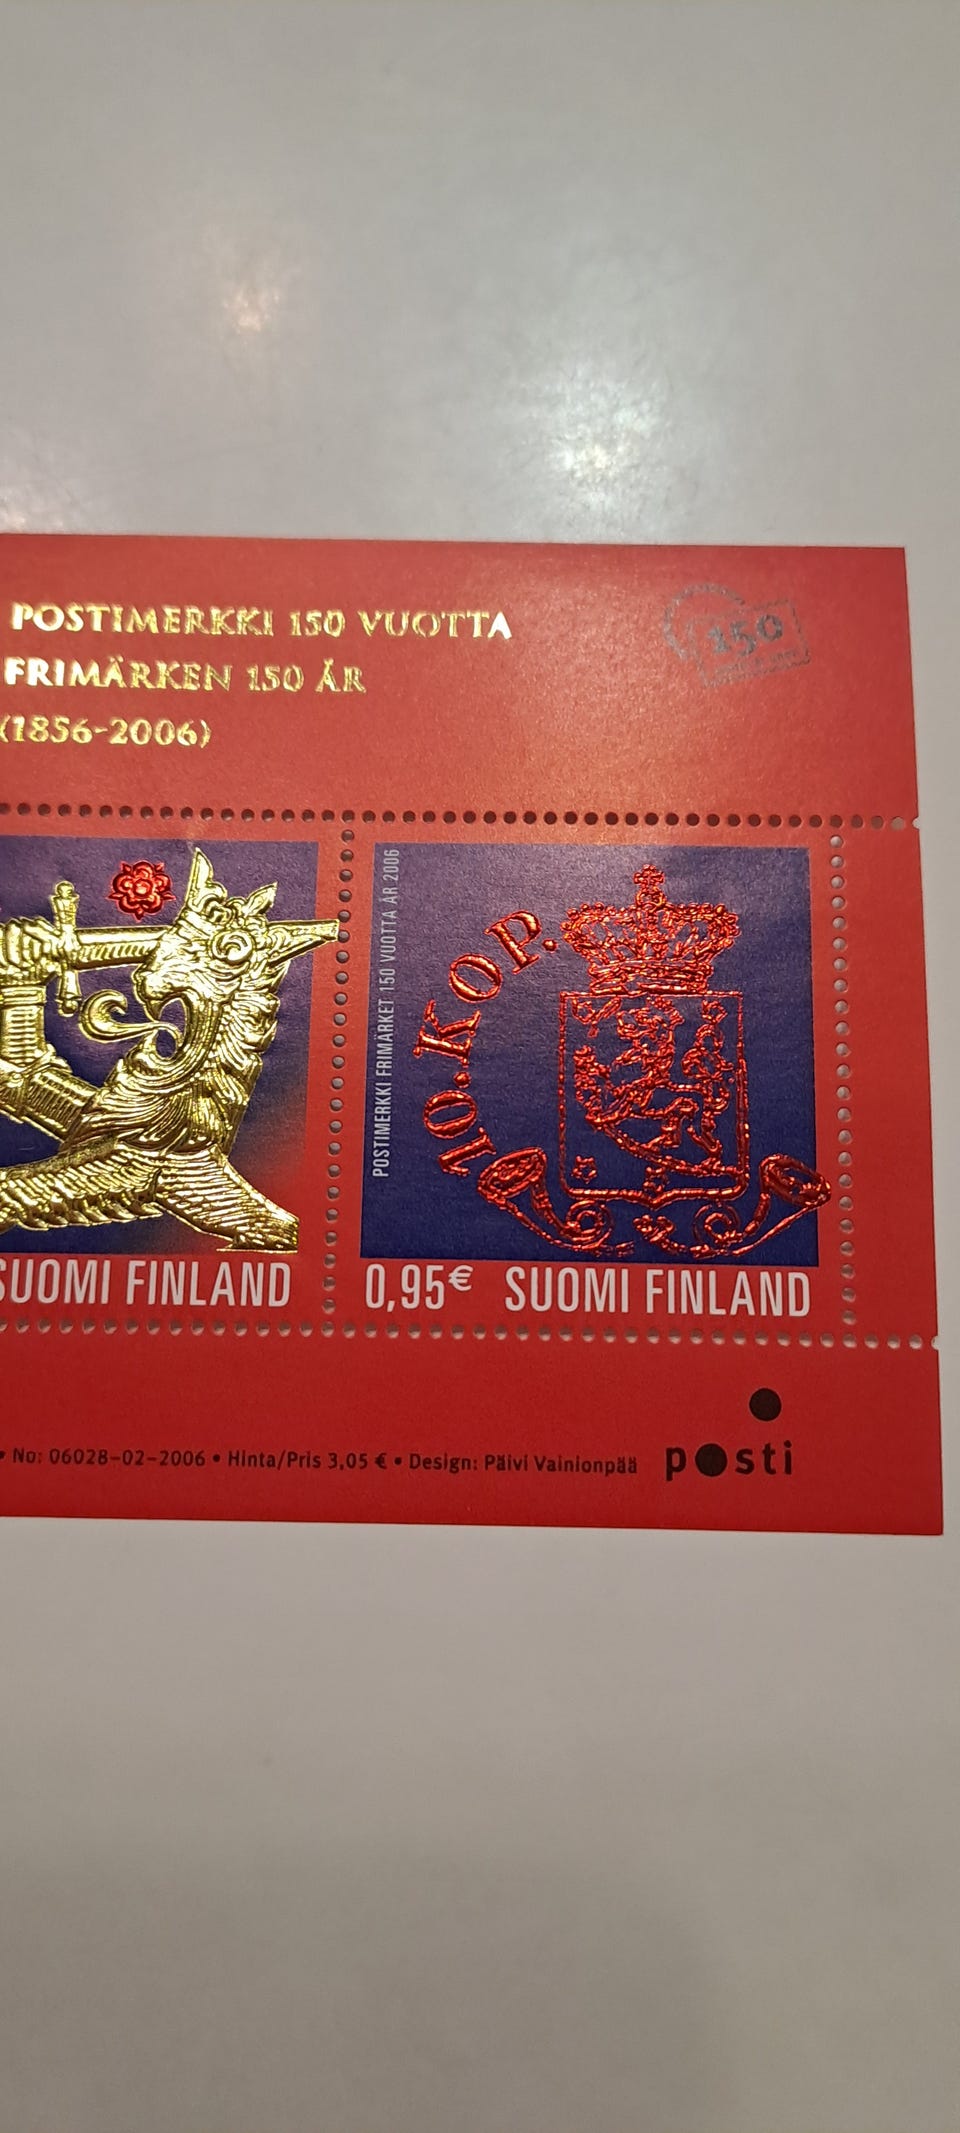 POSTIMERKKI 150 VUOTTA
FRIMÄRKEN 150 ÅR
(1856-2006)
150
POSTIMERKKI FRIMÄRKET 150 VUOTTA ÅR 2006
10.KOP.
SUOMI FINLAND
0,95€ SUOMI FINLAND
• No: 06028-02-2006 • Hinta/Pris 3,05 € • Design: Päivi Vainionpää
posti